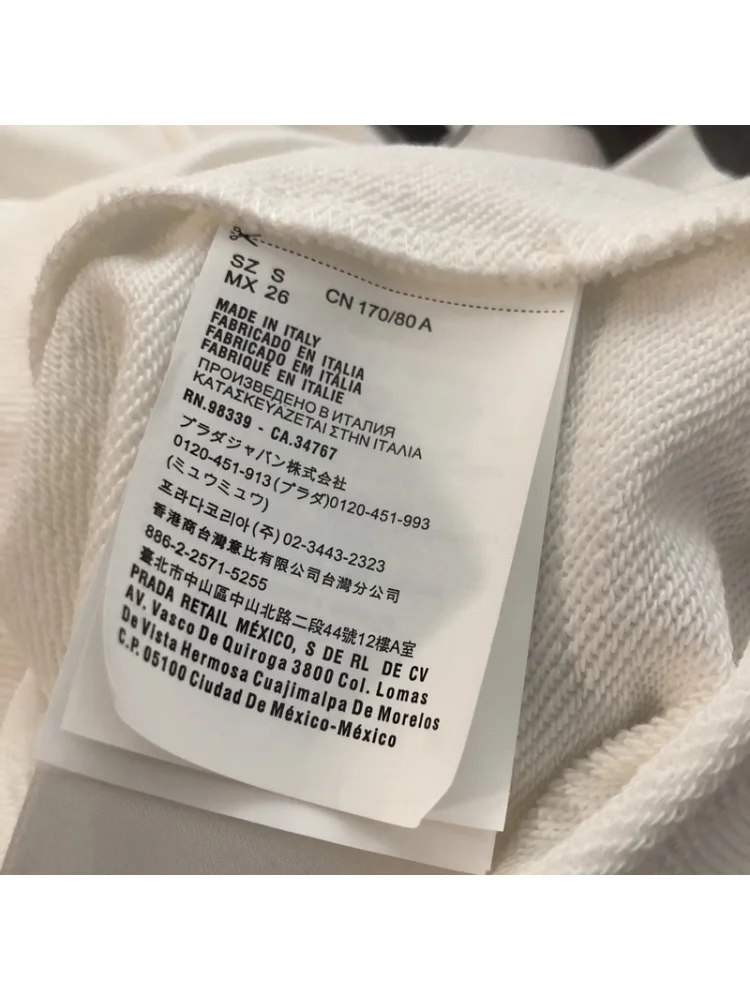 SZ S CN 170/80 A
MX 26
MADE IN ITALY
FABRICADO EN ITALIA
FABRICADO EM ITÁLIA
FABRIQUÉ EN ITALIE
ПРОИЗВЕДЕНО В ИТАЛИЯ
ΚΑΤΑΣΚΕΥΑΖΕΤΑΙ ΣΤΗΝ ΙΤΑΛΙΑ
RN.98339 - CA.34767
プラダジャパン株式会社
0120-451-913 (プラダ)0120-451-993
(ミュウミュウ)
프라다코리아 (주) 02-3443-2323
香港商台灣意比有限公司台灣分公司
886-2-2571-5255
臺北市中山區中山北路二段44號12樓A室
PRADA RETAIL MÉXICO, S DE RL DE CV
AV. Vasco De Quiroga 3800 Col. Lomas
De Vista Hermosa Cuajimalpa De Morelos
C.P. 05100 Ciudad De México-México